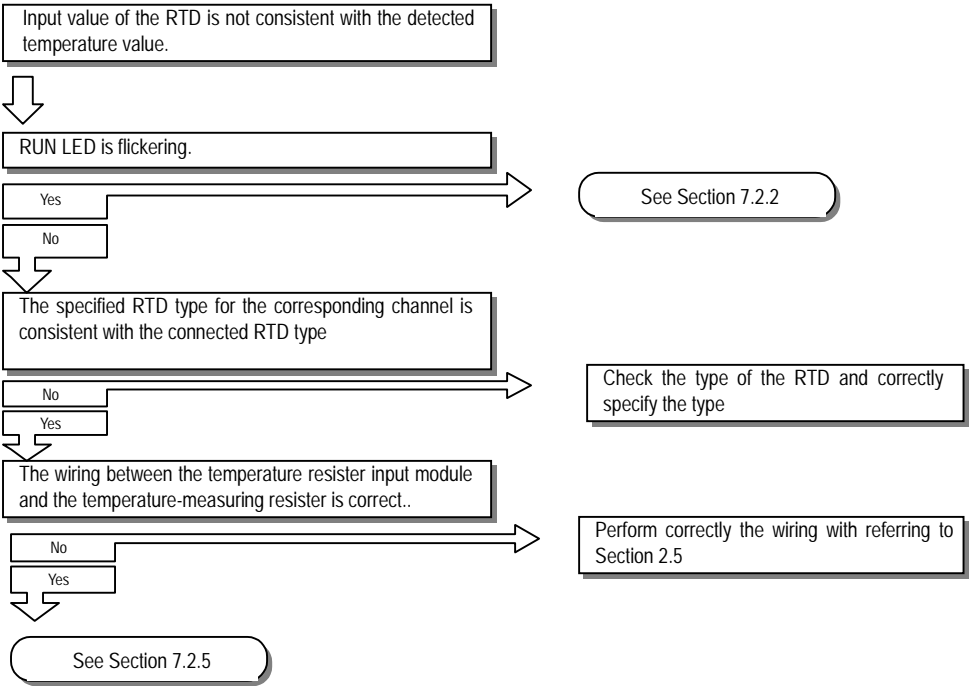 Input value of the RTD is not consistent with the detected
temperature value.
RUN LED is flickering.
Yes
See Section 7.2.2
No
The specified RTD type for the corresponding channel is
consistent with the connected RTD type
No
Check the type of the RTD and correctly
specify the type
Yes
The wiring between the temperature resister input module
and the temperature-measuring resister is correct..
No
Perform correctly the wiring with referring to
Section 2.5
Yes
See Section 7.2.5